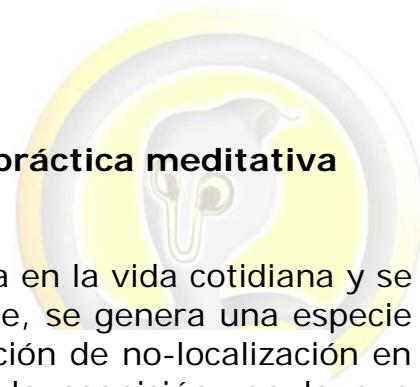 práctica meditativa
a en la vida cotidiana y se
e, se genera una especie
ción de no-localización en